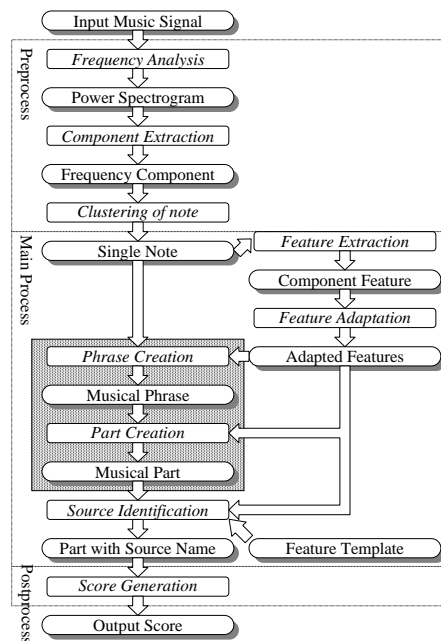 Input Music Signal
Preprocess
Frequency Analysis
Power Spectrogram
Component Extraction
Frequency Component
Clustering of note
Main Process
Single Note
Feature Extraction
Component Feature
Feature Adaptation
Phrase Creation
Adapted Features
Musical Phrase
Part Creation
Musical Part
Source Identification
Part with Source Name
Feature Template
Postprocess
Score Generation
Output Score